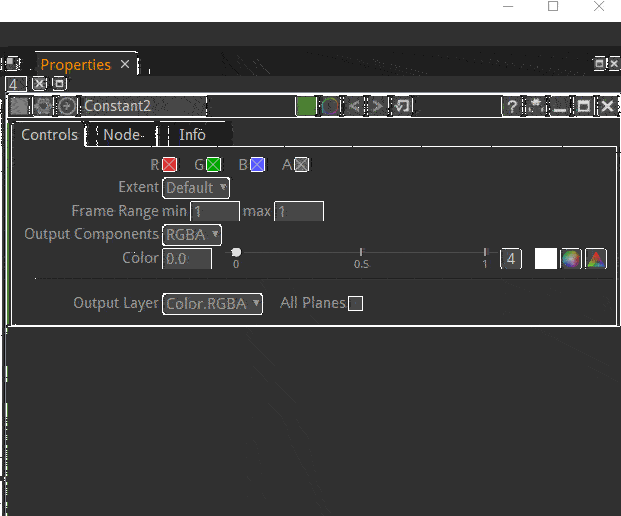 Properties
4
Constant2
?
Controls Node Info
R G B A
Extent Default
Frame Range min 1 max 1
Output Components RGBA
Color 0.0 4
0 0.5 1
Output Layer Color.RGBA All Planes